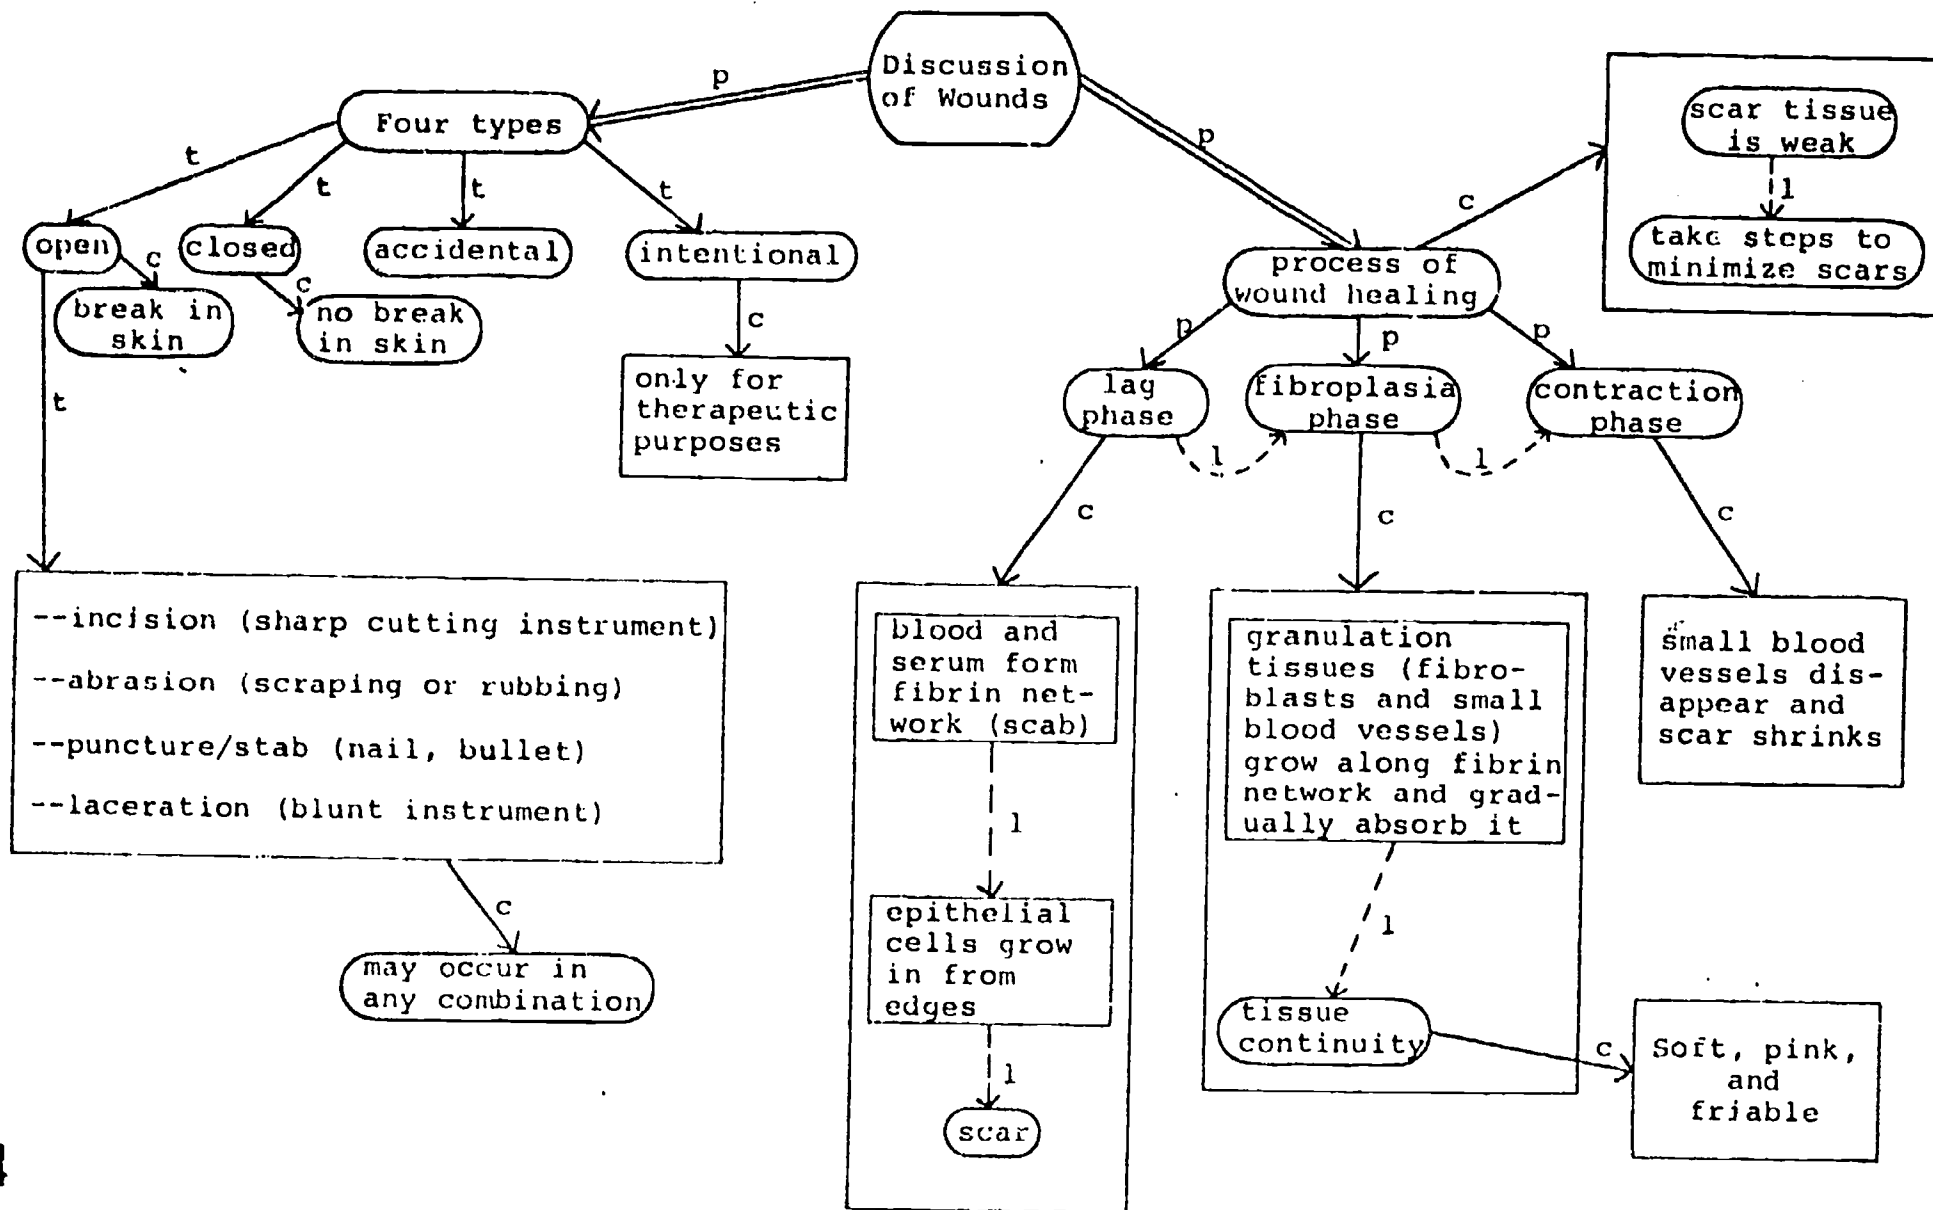 Discussion
of Wounds
p
p
Four types
t
t
t
t
open
closed
accidental
intentional
c
c
break in
skin
no break
in skin
c
only for
therapeutic
purposes
t
--incision (sharp cutting instrument)
--abrasion (scraping or rubbing)
--puncture/stab (nail, bullet)
--laceration (blunt instrument)
c
may occur in
any combination
process of
wound healing
c
scar tissue
is weak
l
take steps to
minimize scars
p
p
p
lag
phase
fibroplasia
phase
contraction
phase
l
l
c
c
c
blood and
serum form
fibrin net-
work (scab)
l
epithelial
cells grow
in from
edges
l
scar
granulation
tissues (fibro-
blasts and small
blood vessels)
grow along fibrin
network and grad-
ually absorb it
l
tissue
continuity
c
Soft, pink,
and
friable
small blood
vessels dis-
appear and
scar shrinks